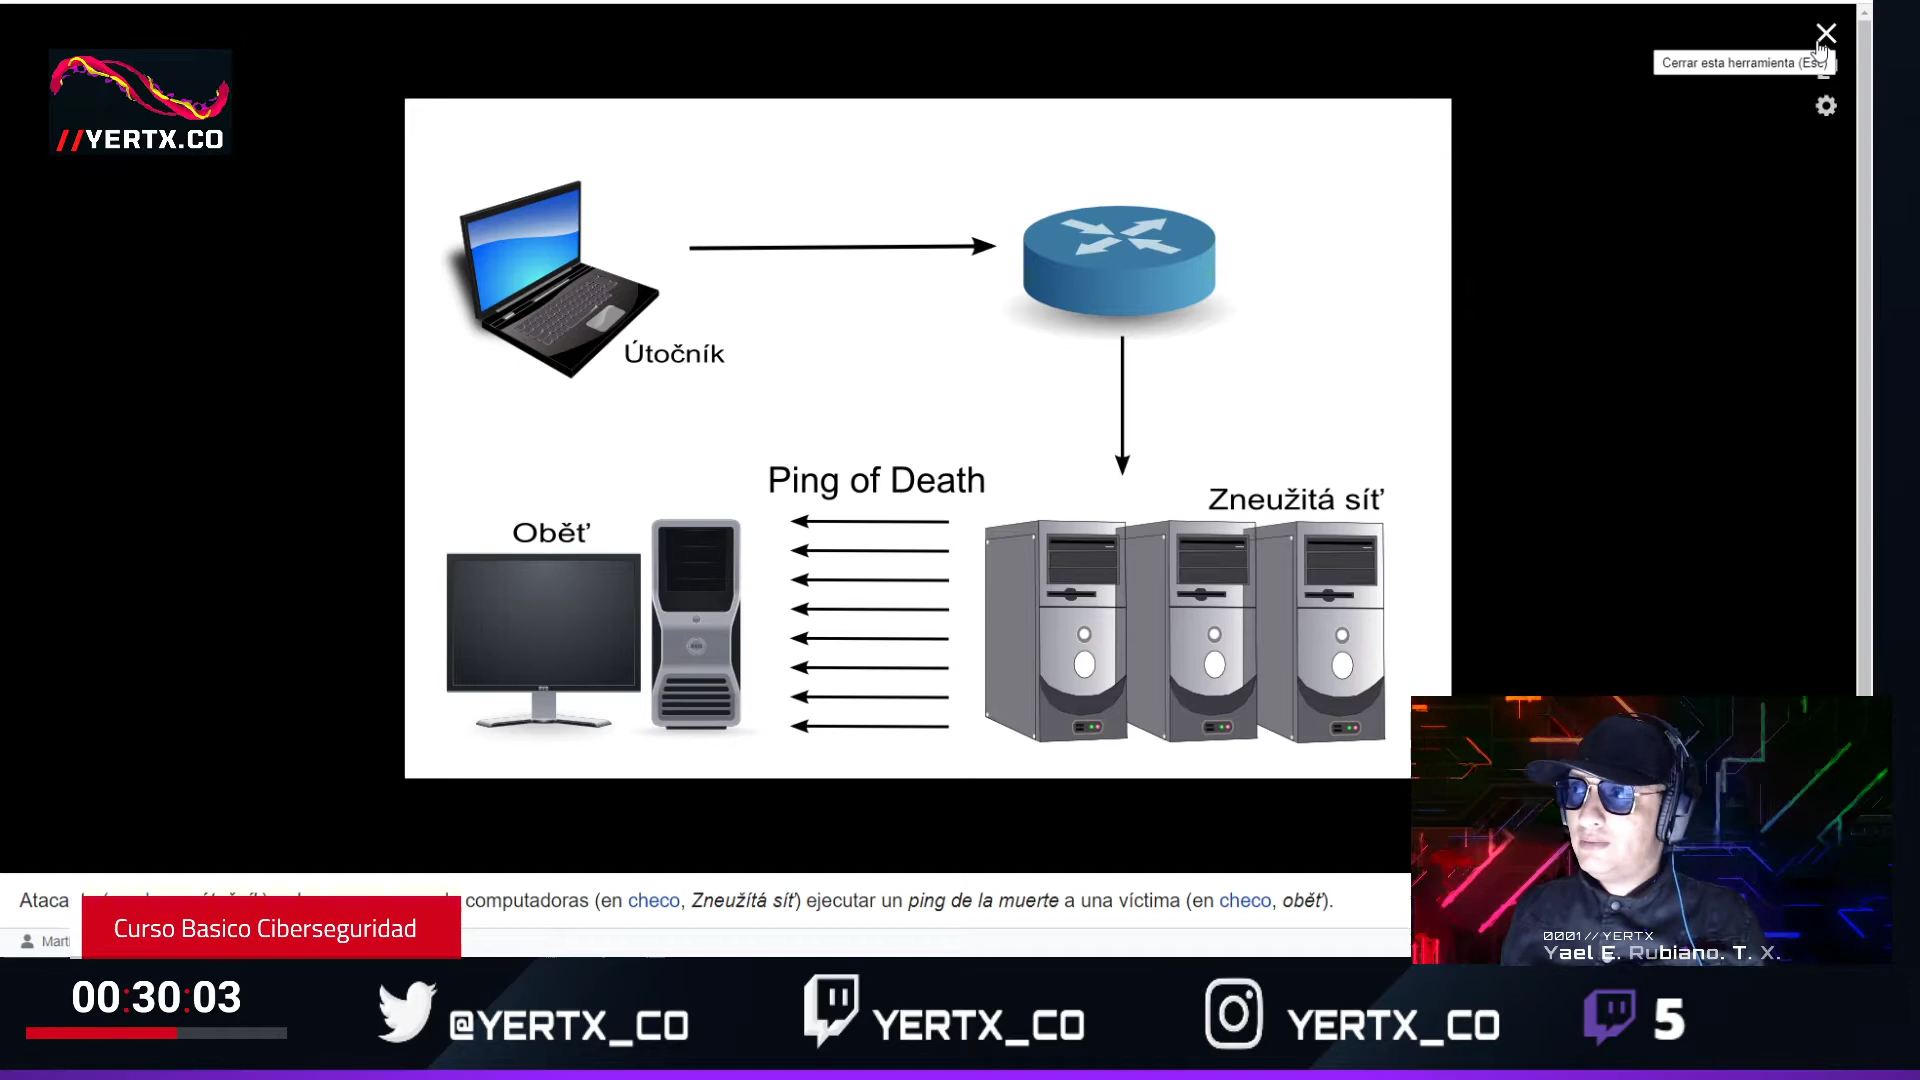 Cerrar esta herramienta (Esc)
//YERTX.CO
Útočník
Ping of Death
Zneužitá síť
Oběť
Ataca computadoras (en checo, Zneužítá síť) ejecutar un ping de la muerte a una víctima (en checo, oběť).
Curso Basico Ciberseguridad
Marti
0001//YERTX
Yael E. Rubiano. T. X.
00:30:03
@YERTX_CO
YERTX_CO
YERTX_CO
5